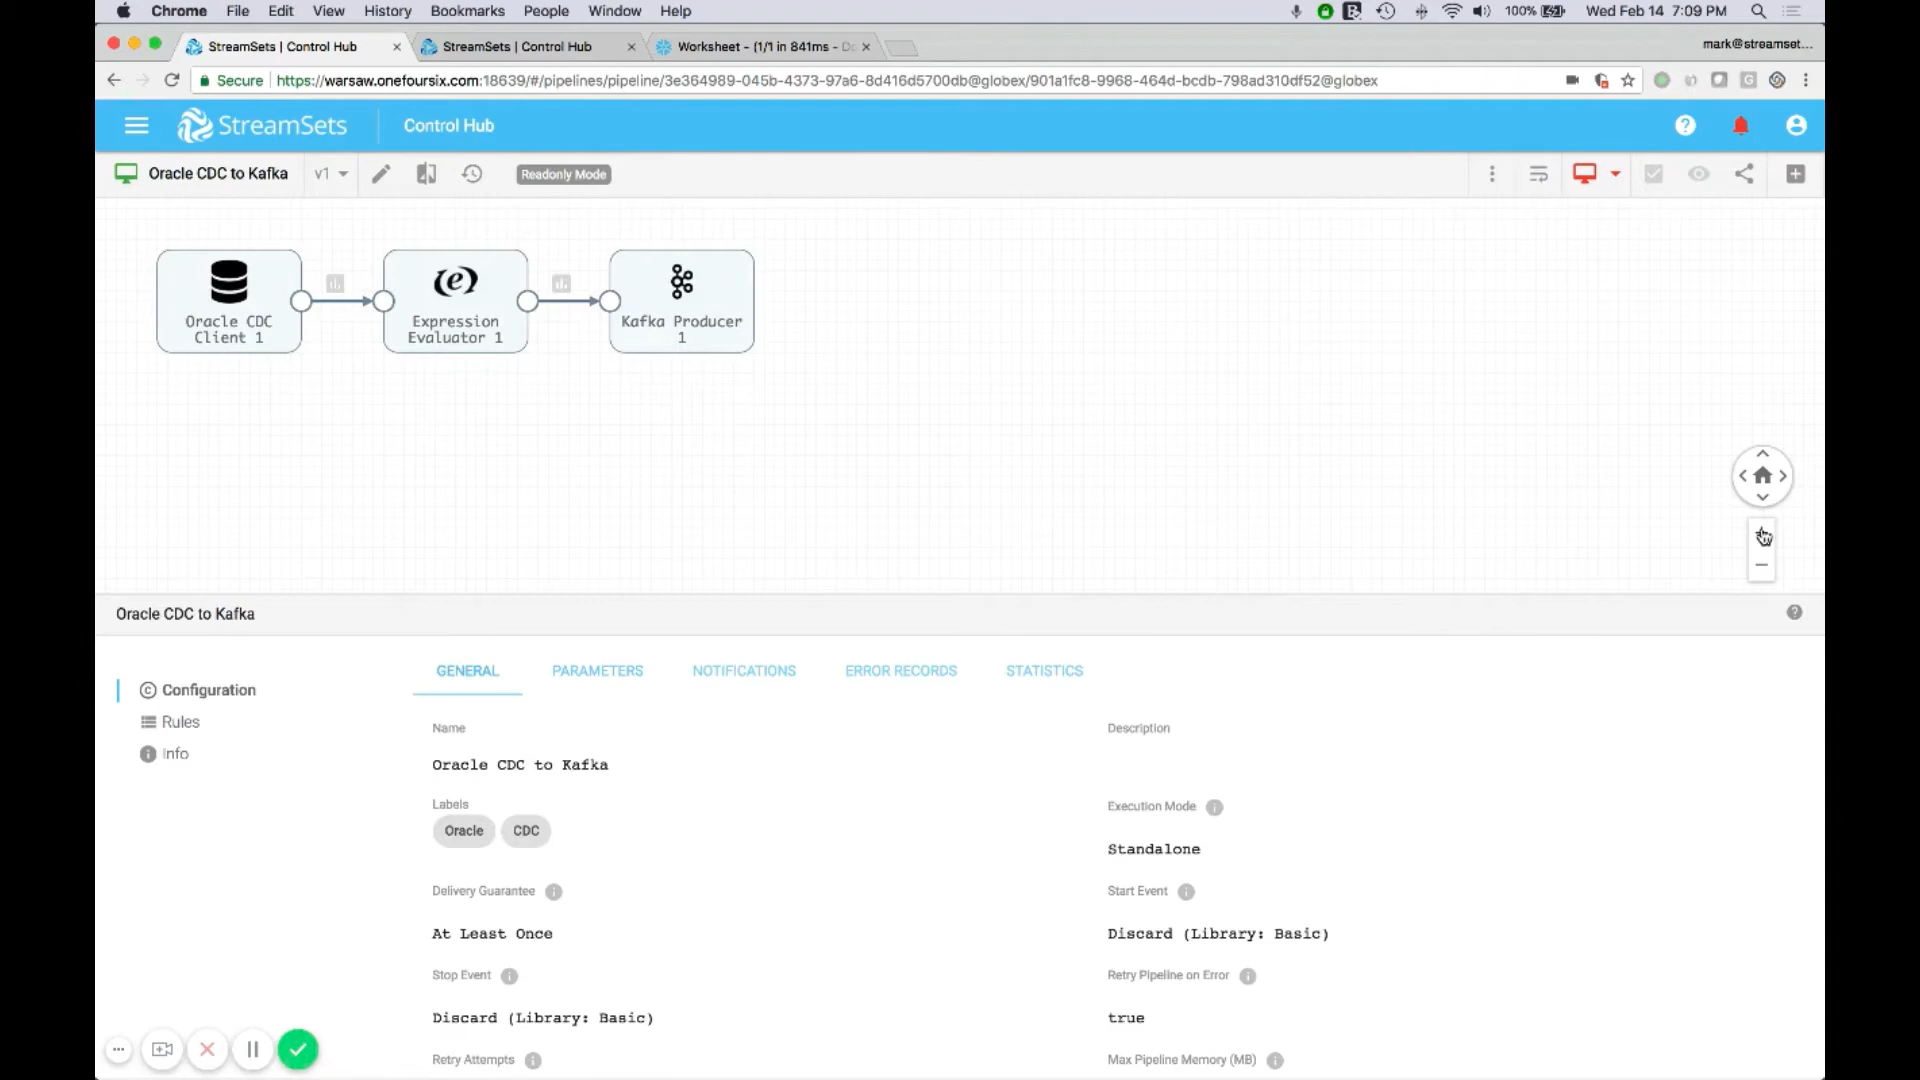 Chrome File Edit View History Bookmarks People Window Help 100% Wed Feb 14 7:09 PM
StreamSets | Control Hub StreamSets | Control Hub Worksheet - (1/1 in 841ms - Da mark@streamset...
Secure https://warsaw.onefoursix.com:18639/#/pipelines/pipeline/3e364989-045b-4373-97a6-8d416d5700db@globex/901a1fc8-9968-464d-bcdb-798ad310df52@globex
StreamSets Control Hub
Oracle CDC to Kafka v1 Readonly Mode
Oracle CDC
Client 1
Expression
Evaluator 1
Kafka Producer
1
Oracle CDC to Kafka
Configuration
Rules
Info
GENERAL PARAMETERS NOTIFICATIONS ERROR RECORDS STATISTICS
Name Description
Oracle CDC to Kafka
Labels Execution Mode
Oracle CDC
Standalone
Delivery Guarantee Start Event
At Least Once Discard (Library: Basic)
Stop Event Retry Pipeline on Error
Discard (Library: Basic) true
Retry Attempts Max Pipeline Memory (MB)